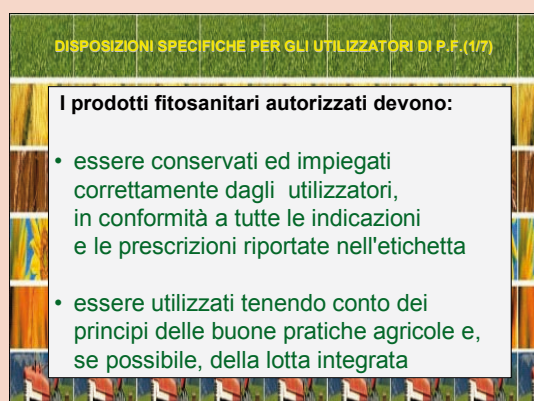 DISPOSIZIONI SPECIFICHE PER GLI UTILIZZATORI DI P.F.(1/7)
I prodotti fitosanitari autorizzati devono:
• essere conservati ed impiegati
correttamente dagli utilizzatori,
in conformità a tutte le indicazioni
e le prescrizioni riportate nell'etichetta
• essere utilizzati tenendo conto dei
principi delle buone pratiche agricole e,
se possibile, della lotta integrata